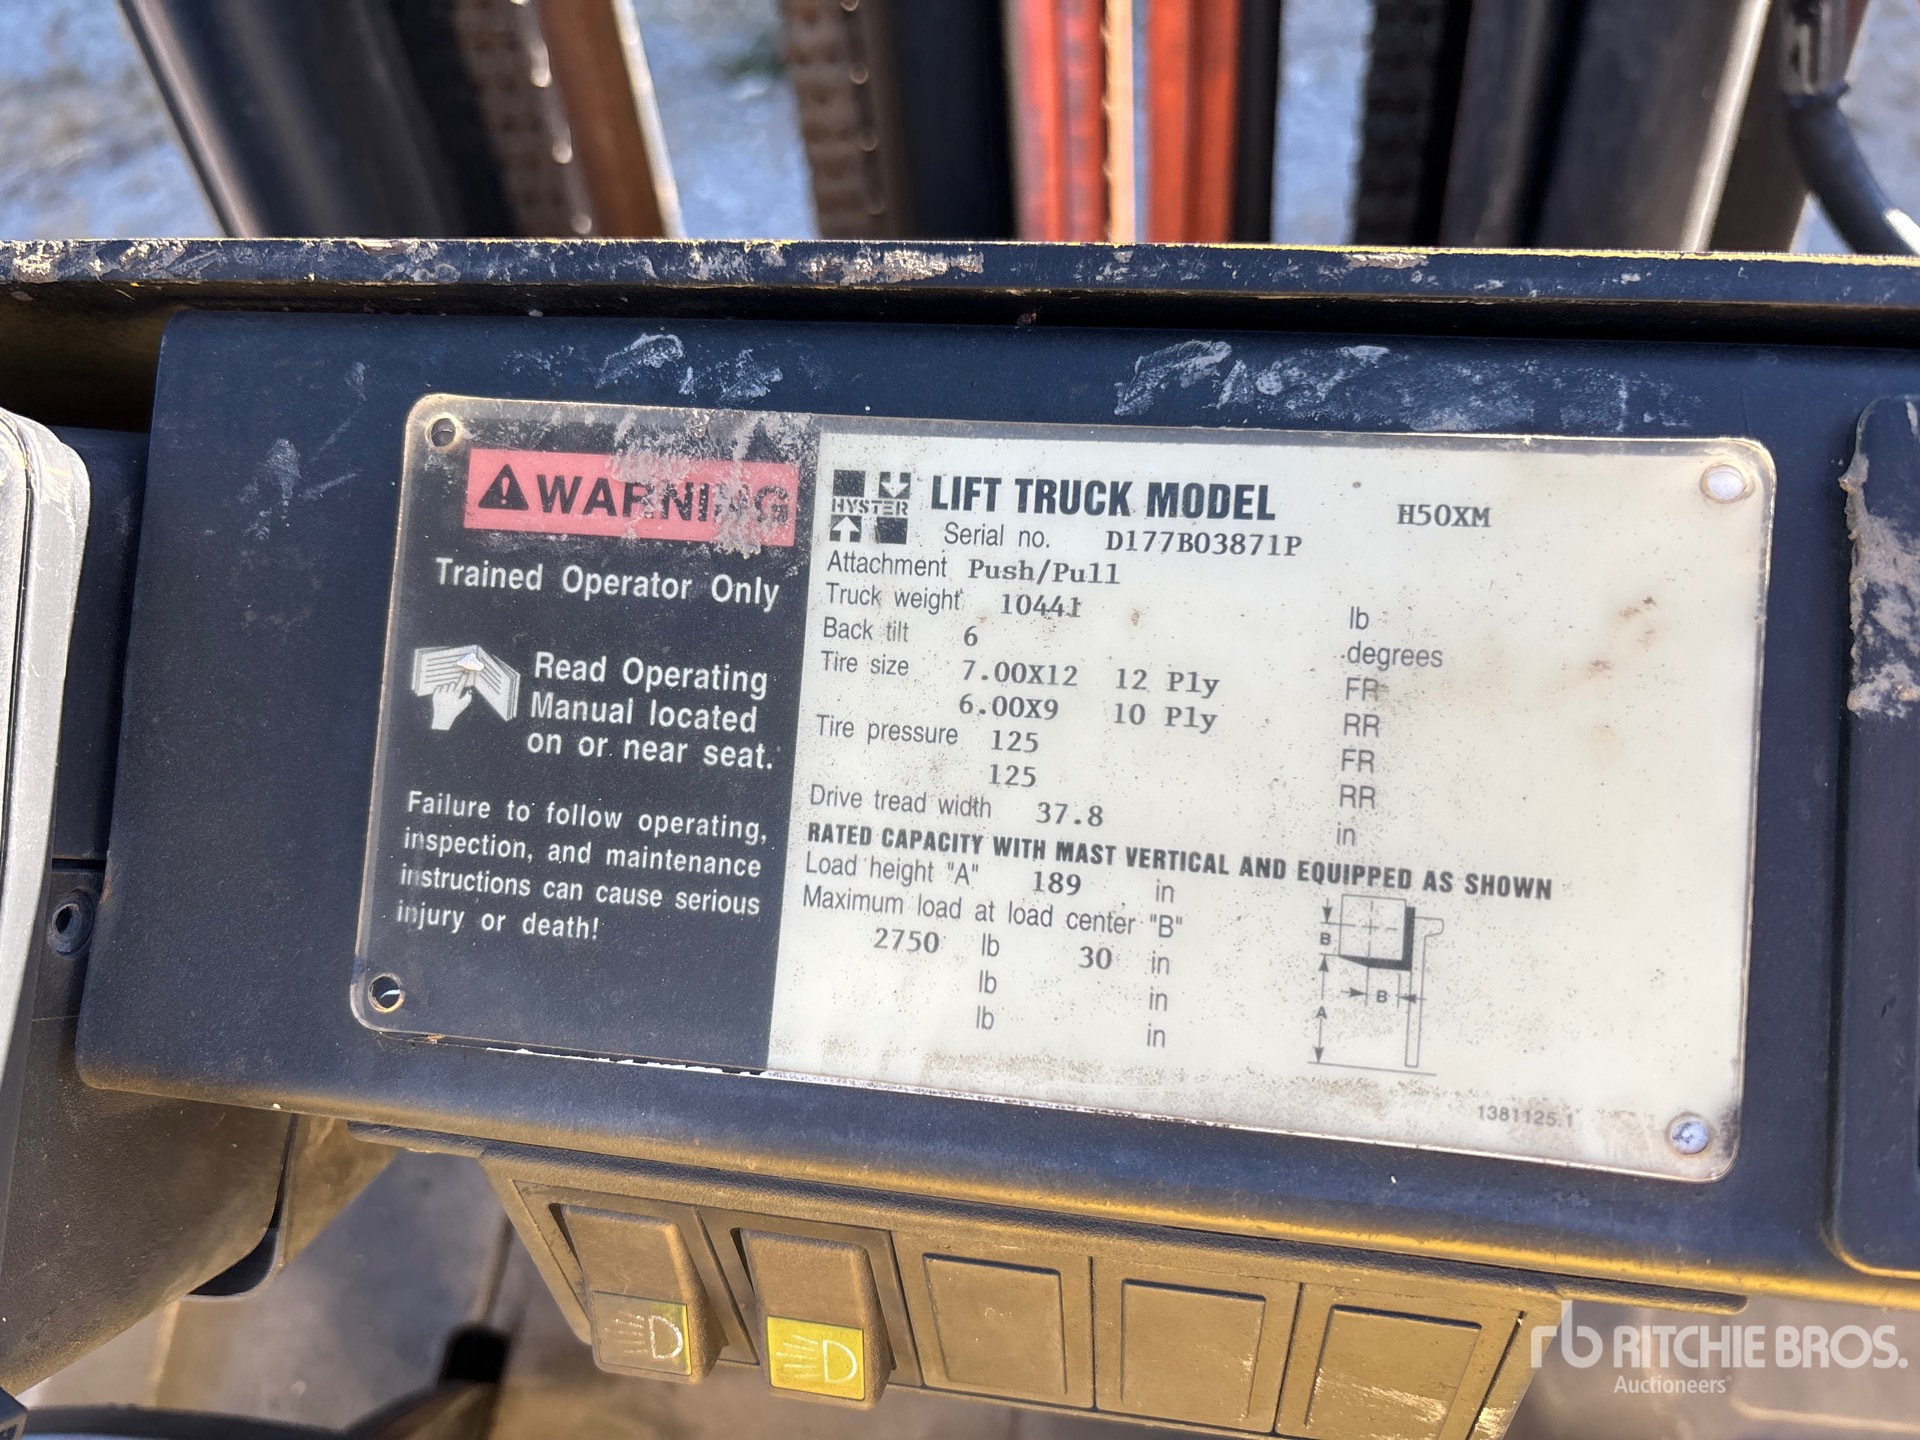 WARNING
Trained Operator Only
Read Operating
Manual located
on or near seat.
Failure to follow operating,
inspection, and maintenance
instructions can cause serious
injury or death!
HYSTER
LIFT TRUCK MODEL H50XM
Serial no. D177B03871P
Attachment Push/Pull
Truck weight 10441 lb
Back tilt 6 degrees
Tire size 7.00X12 12 Ply FR
6.00X9 10 Ply RR
Tire pressure 125 FR
125 RR
Drive tread width 37.8 in
RATED CAPACITY WITH MAST VERTICAL AND EQUIPPED AS SHOWN
Load height "A" 189 in
Maximum load at load center "B"
2750 lb 30 in
lb in
lb in
B
B
A
1381125.1
rb RITCHIE BROS.
Auctioneers